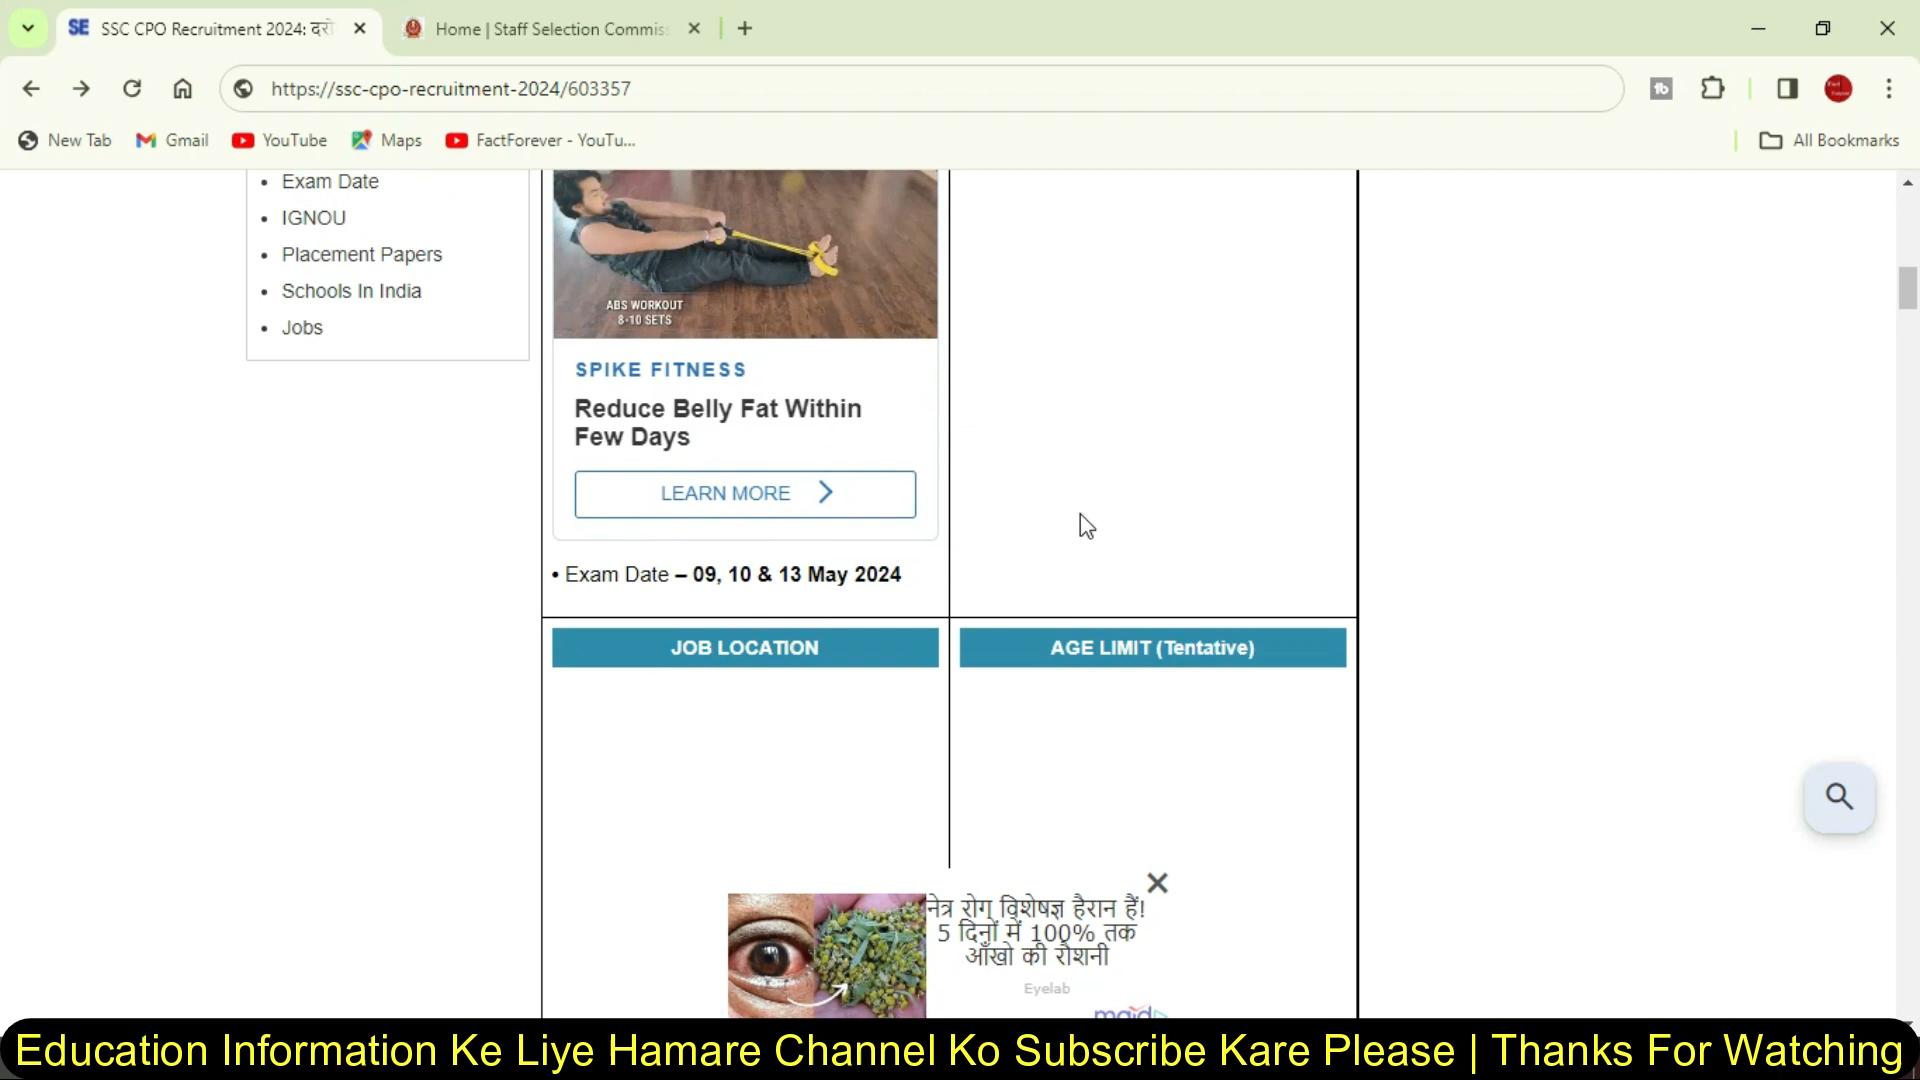 SSC CPO Recruitment 2024: दरो
Home | Staff Selection Commis
https://ssc-cpo-recruitment-2024/603357
New Tab
Gmail
YouTube
Maps
FactForever - YouTu...
All Bookmarks
• Exam Date
• IGNOU
• Placement Papers
• Schools In India
• Jobs
ABS WORKOUT
8-10 SETS
SPIKE FITNESS
Reduce Belly Fat Within
Few Days
LEARN MORE
• Exam Date – 09, 10 & 13 May 2024
JOB LOCATION
AGE LIMIT (Tentative)
नेत्र रोग विशेषज्ञ हैरान हैं!
5 दिनों में 100% तक
आँखो की रौशनी
Eyelab
Education Information Ke Liye Hamare Channel Ko Subscribe Kare Please | Thanks For Watching